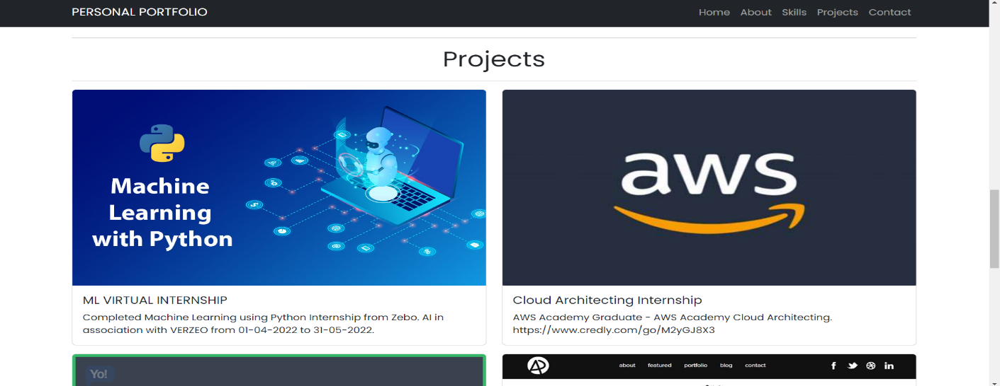 PERSONAL PORTFOLIO
Home About Skills Projects Contact
Projects
Machine
Learning
with Python
aws
ML VIRTUAL INTERNSHIP
Completed Machine Learning using Python Internship from Zebo. AI in
association with VERZEO from 01-04-2022 to 31-05-2022.
Cloud Architecting Internship
AWS Academy Graduate - AWS Academy Cloud Architecting.
https://www.credly.com/go/M2yGJ8X3
Yo!
AP
about featured portfolio blog contact